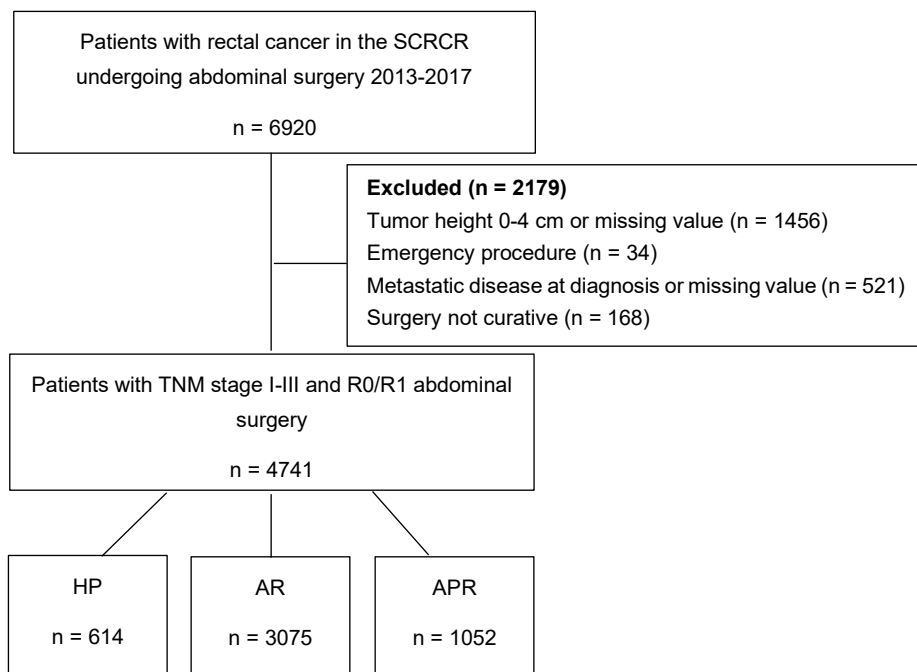 Patients with rectal cancer in the SCRCR
undergoing abdominal surgery 2013-2017
n = 6920
Excluded (n = 2179)
Tumor height 0-4 cm or missing value (n = 1456)
Emergency procedure (n = 34)
Metastatic disease at diagnosis or missing value (n = 521)
Surgery not curative (n = 168)
Patients with TNM stage I-III and R0/R1 abdominal
surgery
n = 4741
HP
n = 614
AR
n = 3075
APR
n = 1052